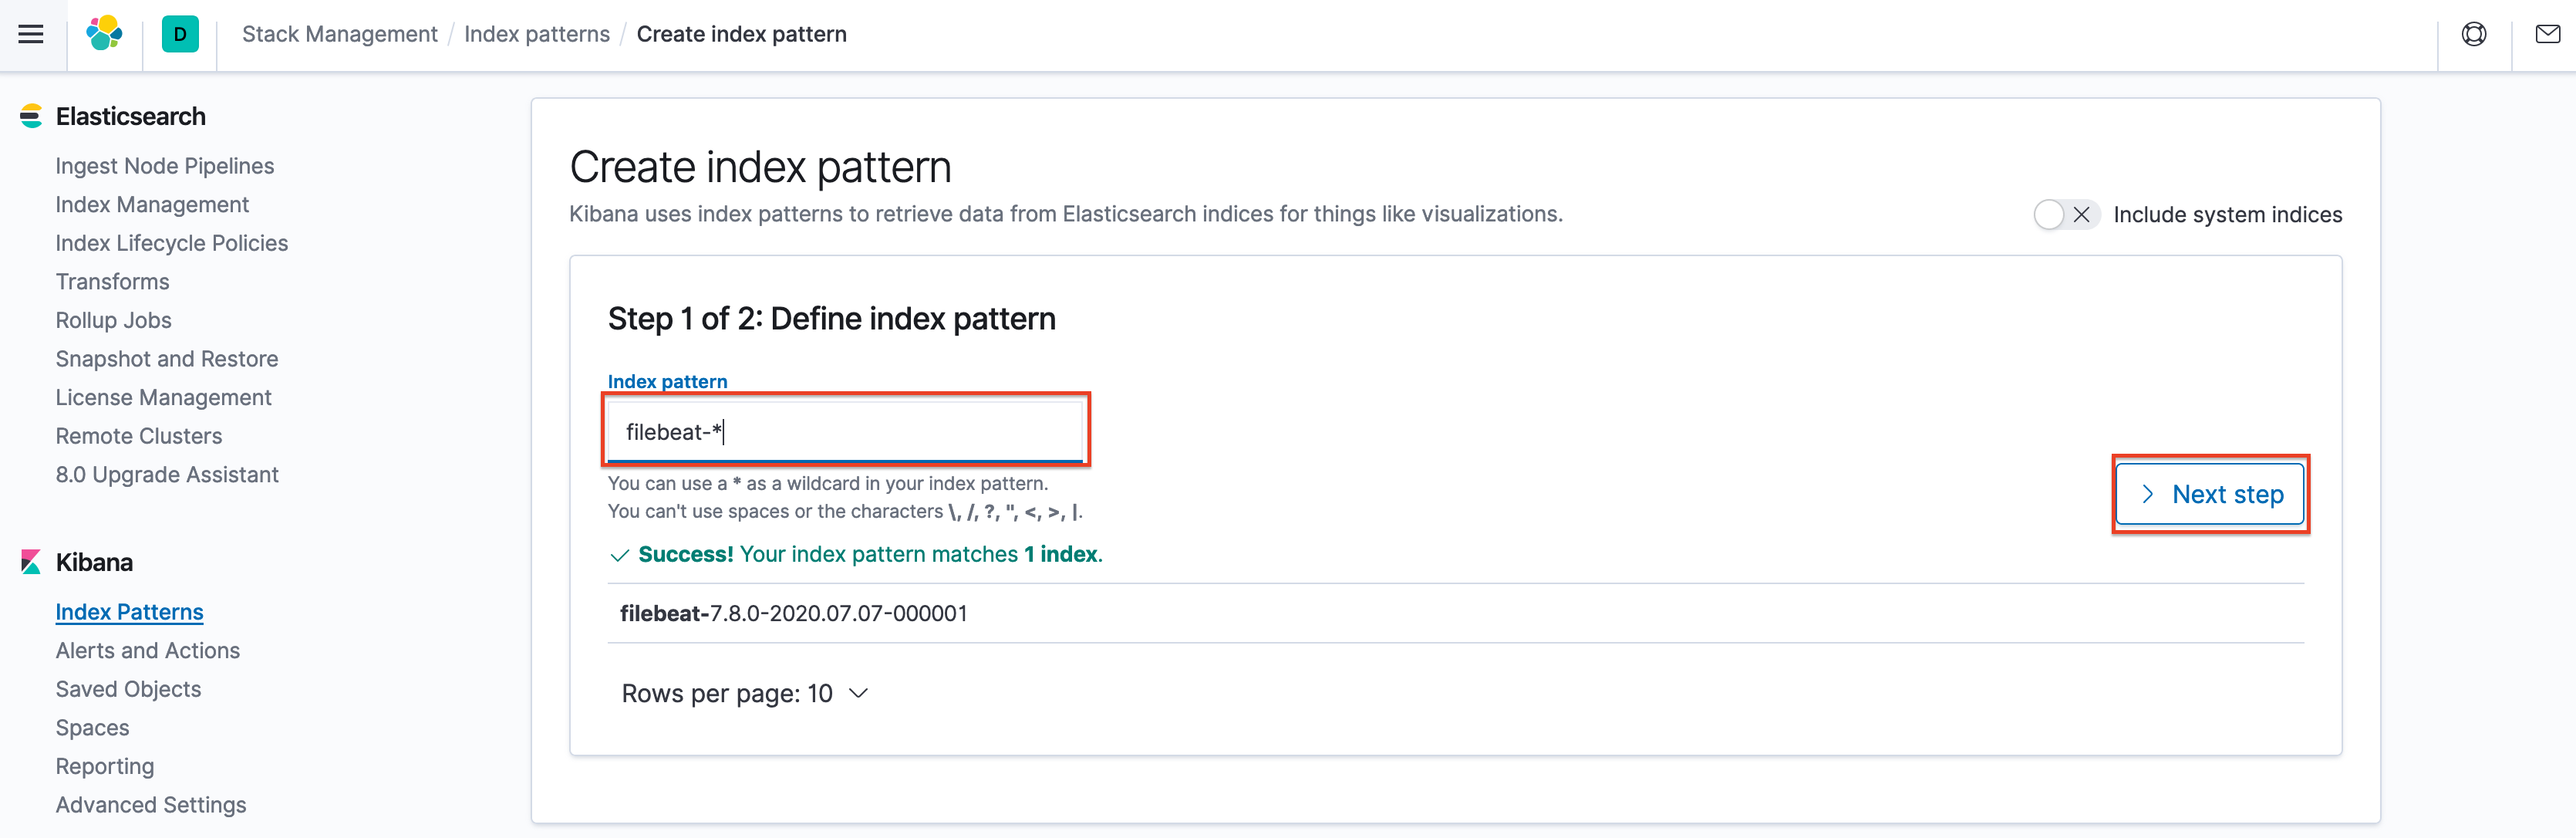 D
Stack Management / Index patterns / Create index pattern
Elasticsearch
Ingest Node Pipelines
Index Management
Index Lifecycle Policies
Transforms
Rollup Jobs
Snapshot and Restore
License Management
Remote Clusters
8.0 Upgrade Assistant
Kibana
Index Patterns
Alerts and Actions
Saved Objects
Spaces
Reporting
Advanced Settings
Create index pattern
Kibana uses index patterns to retrieve data from Elasticsearch indices for things like visualizations.
Include system indices
Step 1 of 2: Define index pattern
Index pattern
filebeat-*
You can use a * as a wildcard in your index pattern.
You can't use spaces or the characters \, /, ?, ", <, >, |.
Next step
Success! Your index pattern matches 1 index.
filebeat-7.8.0-2020.07.07-000001
Rows per page: 10